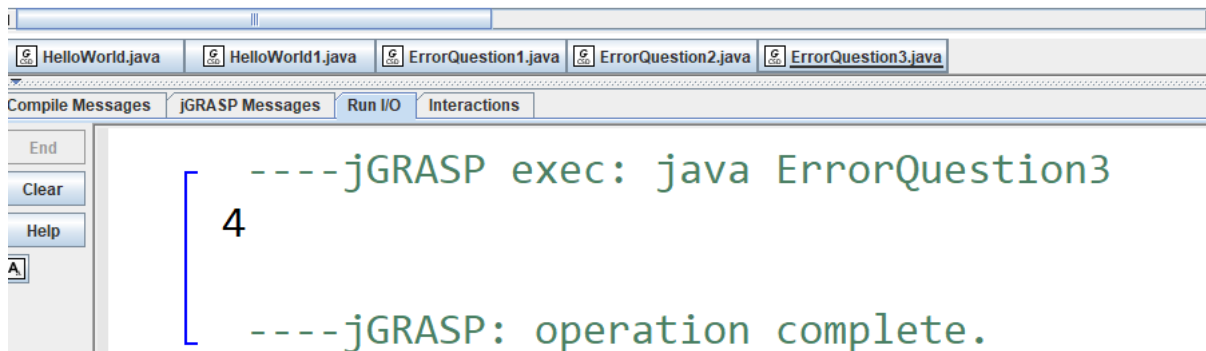 HelloWorld.java HelloWorld1.java ErrorQuestion1.java ErrorQuestion2.java ErrorQuestion3.java
Compile Messages jGRASP Messages Run I/O Interactions
End
Clear
Help
A
----jGRASP exec: java ErrorQuestion3
4
----jGRASP: operation complete.